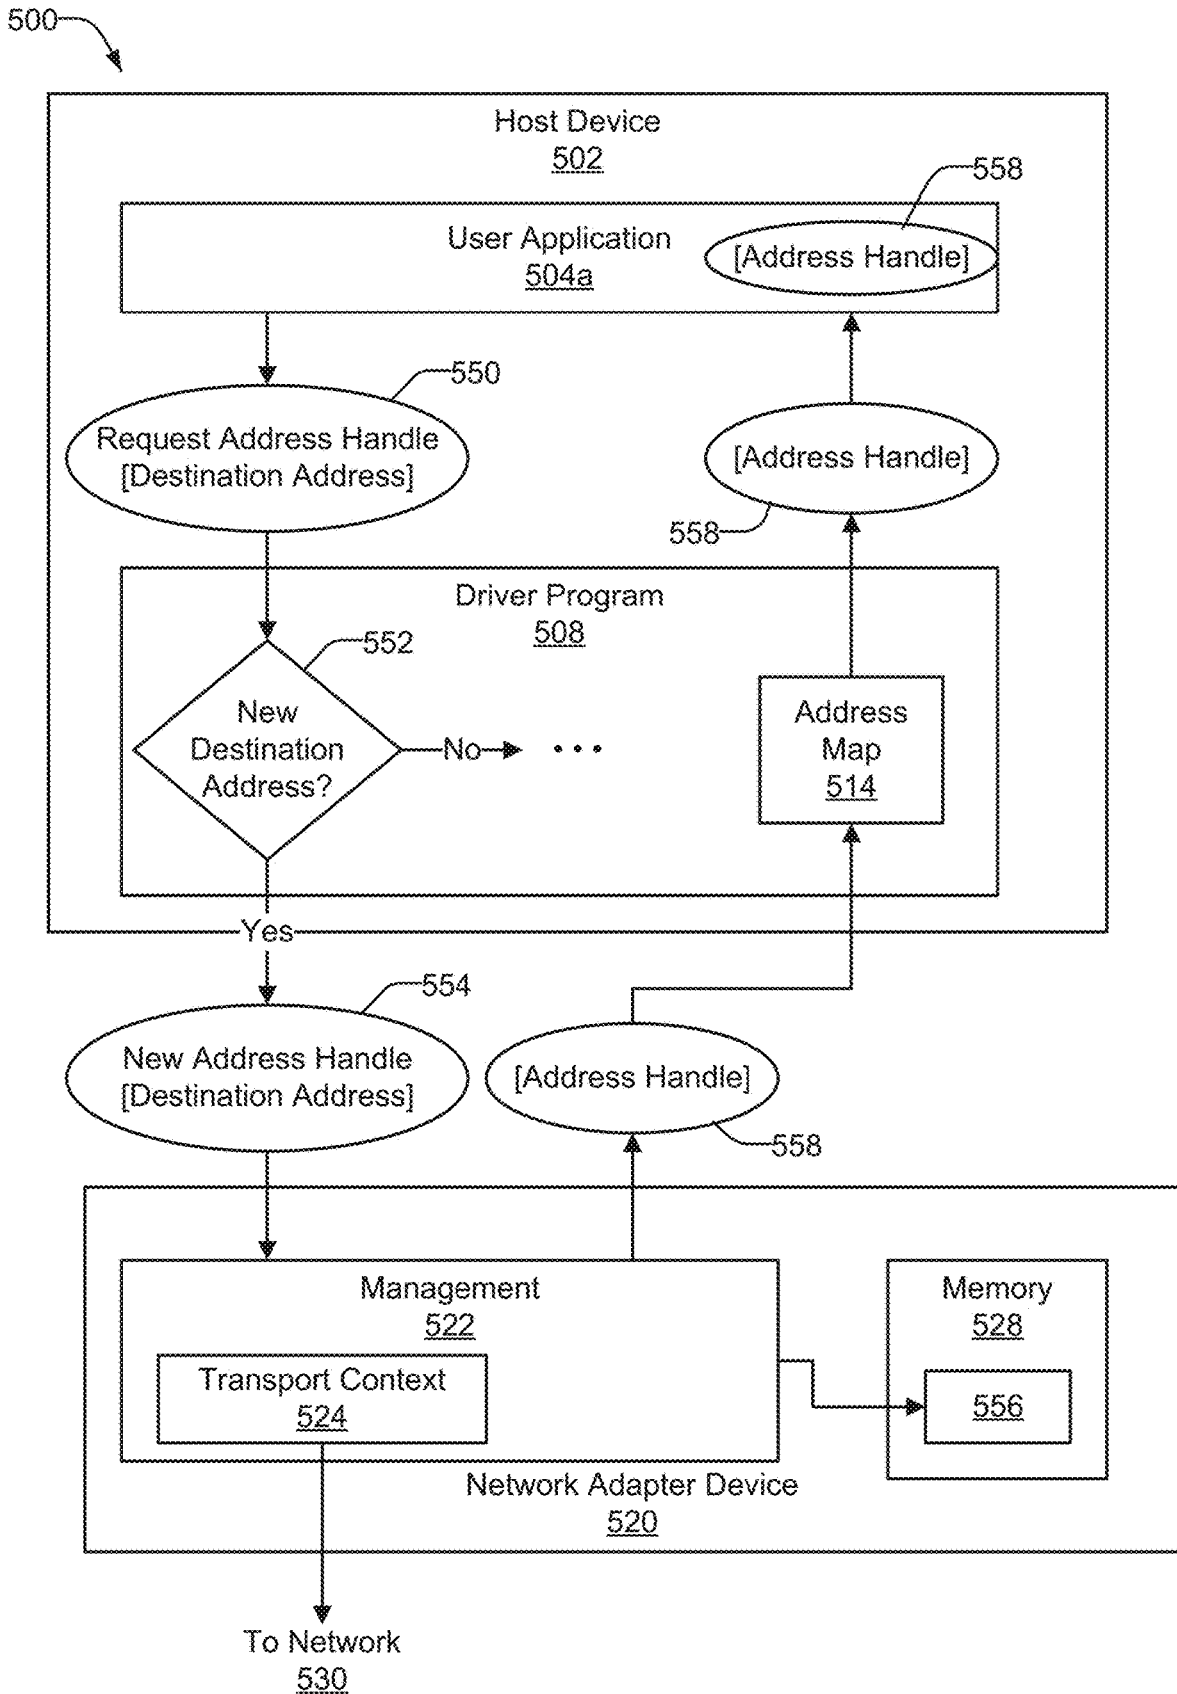 500
Host Device
502
558
User Application
504a
[Address Handle]
550
Request Address Handle
[Destination Address]
[Address Handle]
558
Driver Program
508
552
New
Destination
Address?
No
...
Address
Map
514
Yes
554
New Address Handle
[Destination Address]
[Address Handle]
558
Management
522
Memory
528
Transport Context
524
556
Network Adapter Device
520
To Network
530